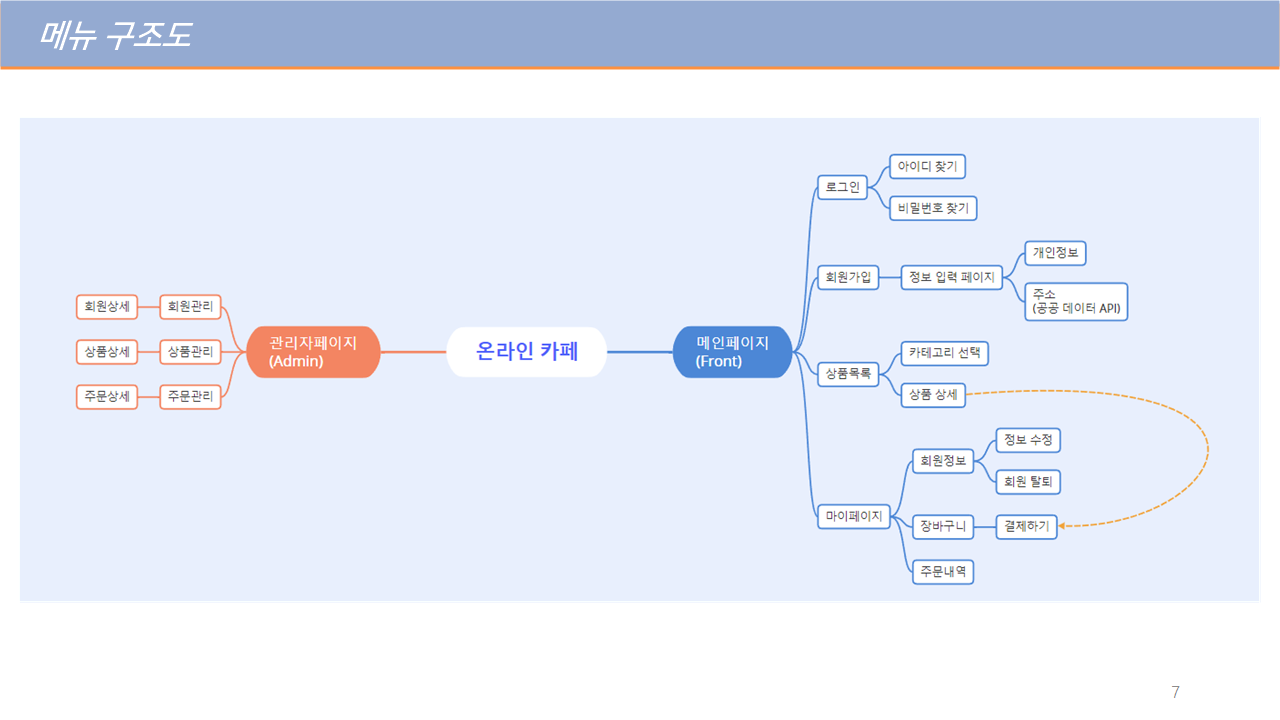 메뉴 구조도
회원상세
회원관리
상품상세
상품관리
주문상세
주문관리
관리자페이지
(Admin)
온라인 카페
메인페이지
(Front)
로그인
아이디 찾기
비밀번호 찾기
회원가입
정보 입력 페이지
개인정보
주소
(공공 데이터 API)
상품목록
카테고리 선택
상품 상세
마이페이지
회원정보
정보 수정
회원 탈퇴
장바구니
결제하기
주문내역
7